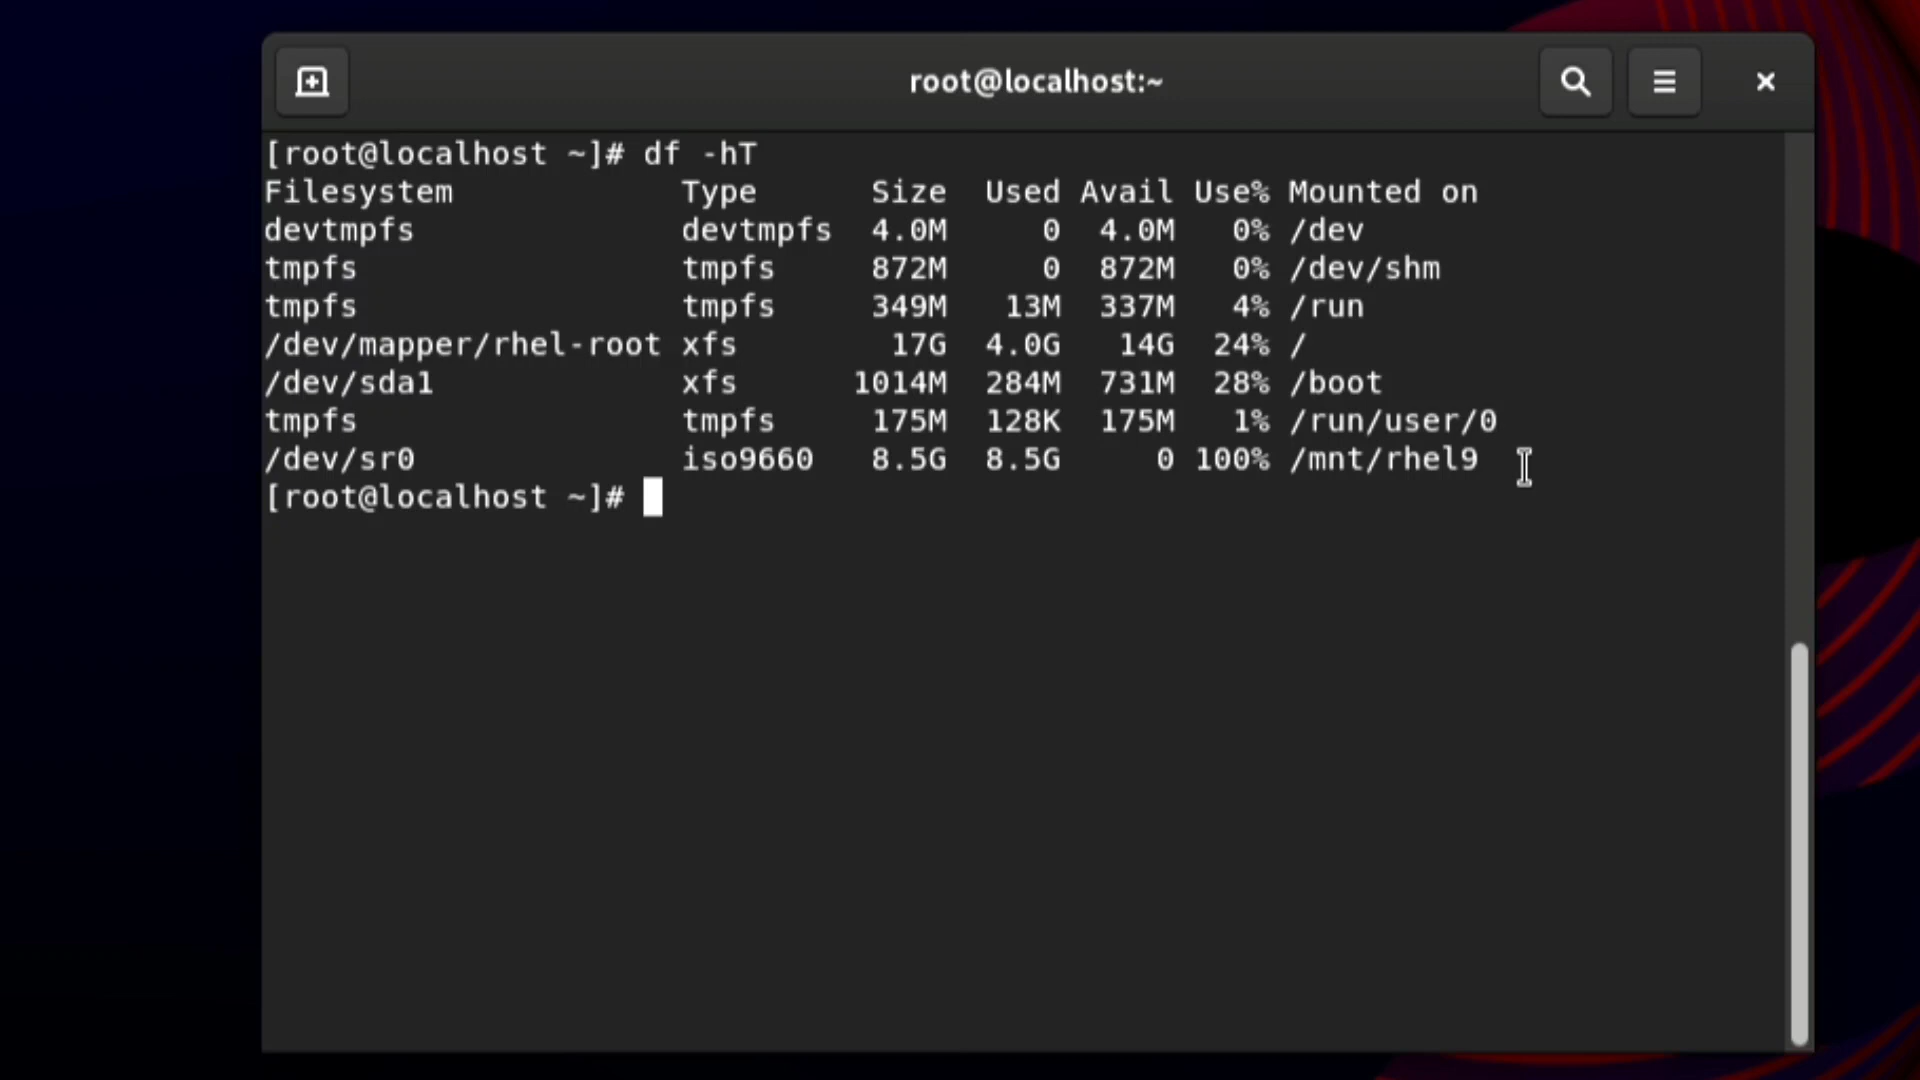 root@localhost:~
[root@localhost ~]# df -hT
Filesystem            Type      Size  Used Avail Use% Mounted on
devtmpfs              devtmpfs  4.0M     0  4.0M   0% /dev
tmpfs                 tmpfs     872M     0  872M   0% /dev/shm
tmpfs                 tmpfs     349M   13M  337M   4% /run
/dev/mapper/rhel-root xfs        17G  4.0G   14G  24% /
/dev/sda1             xfs      1014M  284M  731M  28% /boot
tmpfs                 tmpfs     175M  128K  175M   1% /run/user/0
/dev/sr0              iso9660   8.5G  8.5G     0 100% /mnt/rhel9
[root@localhost ~]#